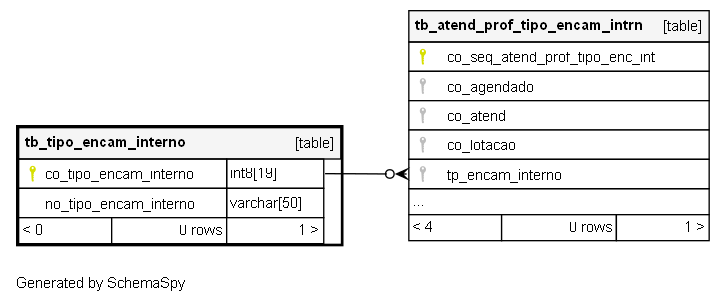 tb_atend_prof_tipo_encam_intrn [table]
co_seq_atend_prof_tipo_enc_int
co_agendado
co_atend
co_lotacao
tp_encam_interno
...
< 4 0 rows 1 >
tb_tipo_encam_interno [table]
co_tipo_encam_interno int8[19]
no_tipo_encam_interno varchar[50]
< 0 0 rows 1 >
Generated by SchemaSpy